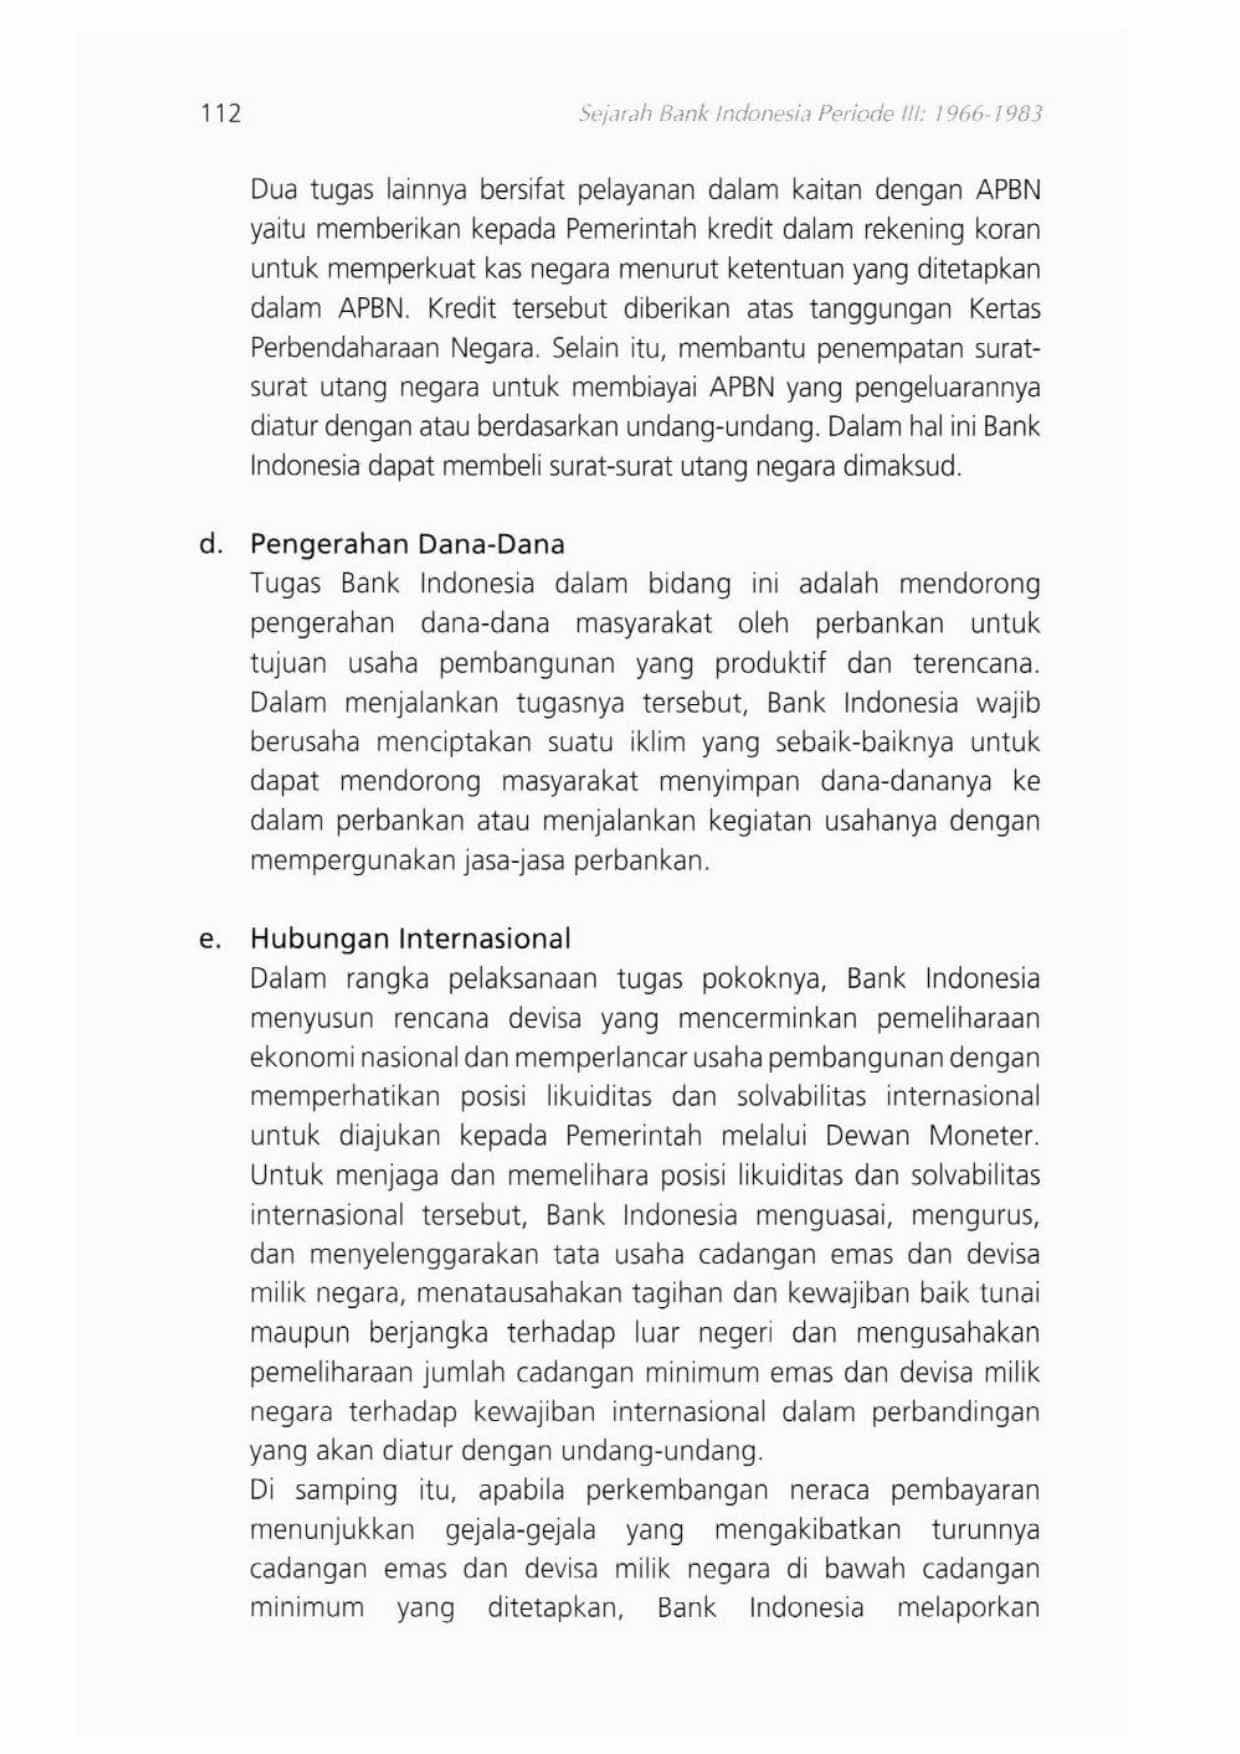 112
Sejarah Bank Indonesia Periode III: 1966-1983
Dua tugas lainnya bersifat pelayanan dalam kaitan dengan APBN
yaitu memberikan kepada Pemerintah kredit dalam rekening koran
untuk memperkuat kas negara menurut ketentuan yang ditetapkan
dalam APBN. Kredit tersebut diberikan atas tanggungan Kertas
Perbendaharaan Negara. Selain itu, membantu penempatan surat-
surat utang negara untuk membiayai APBN yang pengeluarannya
diatur dengan atau berdasarkan undang-undang. Dalam hal ini Bank
Indonesia dapat membeli surat-surat utang negara dimaksud.
d. Pengerahan Dana-Dana
Tugas Bank Indonesia dalam bidang ini adalah mendorong
pengerahan dana-dana masyarakat oleh perbankan untuk
tujuan usaha pembangunan yang produktif dan terencana.
Dalam menjalankan tugasnya tersebut, Bank Indonesia wajib
berusaha menciptakan suatu iklim yang sebaik-baiknya untuk
dapat mendorong masyarakat menyimpan dana-dananya ke
dalam perbankan atau menjalankan kegiatan usahanya dengan
mempergunakan jasa-jasa perbankan.
e. Hubungan Internasional
Dalam rangka pelaksanaan tugas pokoknya, Bank Indonesia
menyusun rencana devisa yang mencerminkan pemeliharaan
ekonomi nasional dan memperlancar usaha pembangunan dengan
memperhatikan posisi likuiditas dan solvabilitas internasional
untuk diajukan kepada Pemerintah melalui Dewan Moneter.
Untuk menjaga dan memelihara posisi likuiditas dan solvabilitas
internasional tersebut, Bank Indonesia menguasai, mengurus,
dan menyelenggarakan tata usaha cadangan emas dan devisa
milik negara, menatausahakan tagihan dan kewajiban baik tunai
maupun berjangka terhadap luar negeri dan mengusahakan
pemeliharaan jumlah cadangan minimum emas dan devisa milik
negara terhadap kewajiban internasional dalam perbandingan
yang akan diatur dengan undang-undang.
Di samping itu, apabila perkembangan neraca pembayaran
menunjukkan gejala-gejala yang mengakibatkan turunnya
cadangan emas dan devisa milik negara di bawah cadangan
minimum yang ditetapkan, Bank Indonesia melaporkan